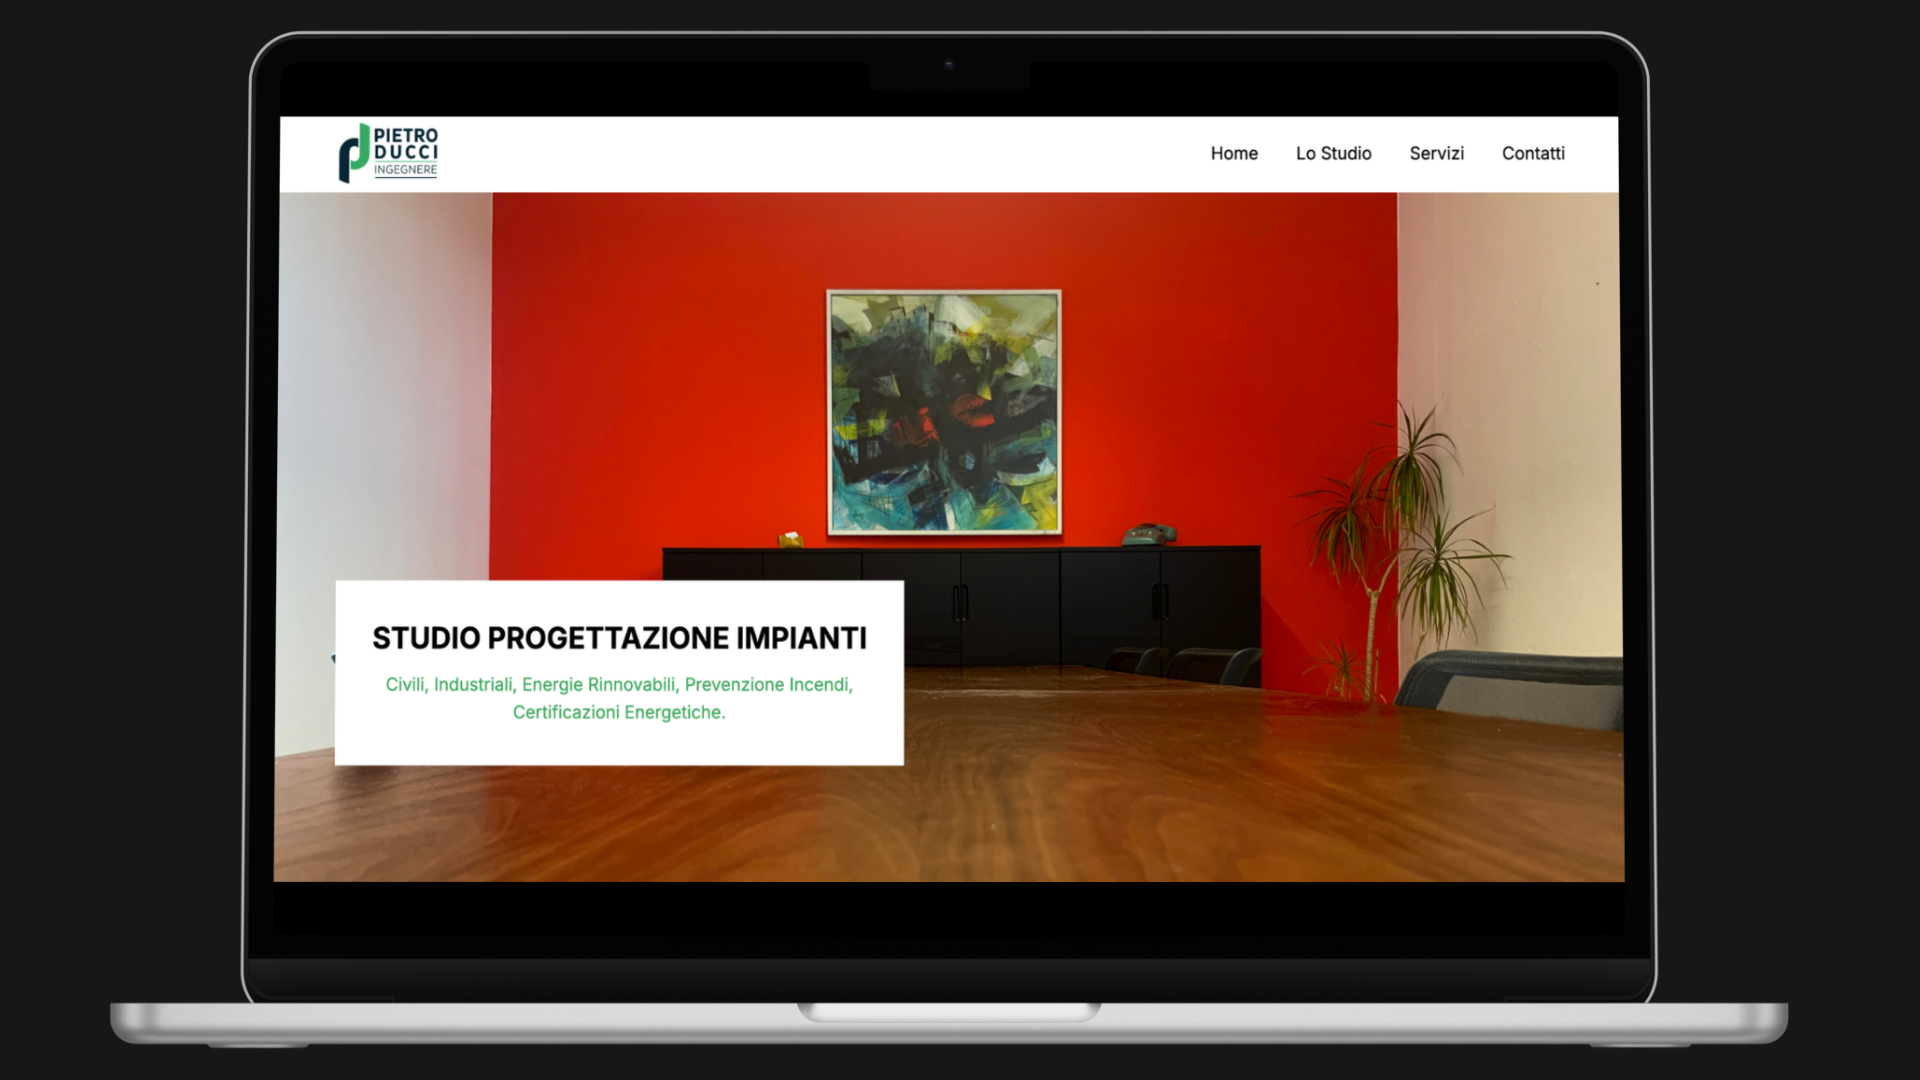 PIETRO
DUCCI
INGEGNERE
Home Lo Studio Servizi Contatti
STUDIO PROGETTAZIONE IMPIANTI
Civili, Industriali, Energie Rinnovabili, Prevenzione Incendi,
Certificazioni Energetiche.